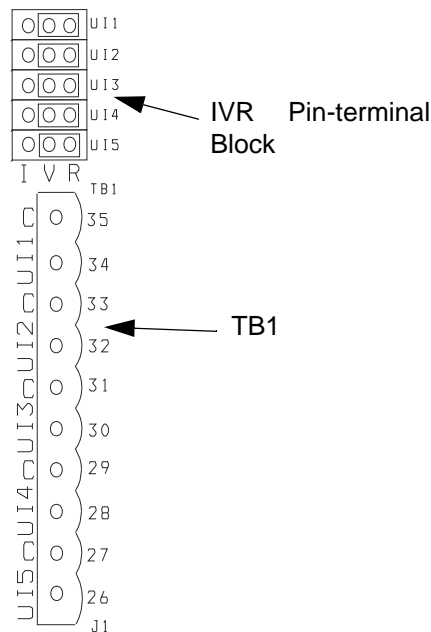 UI1
UI2
UI3
UI4
UI5
I V R
IVR Pin-terminal
Block
TB1
C 35
UI1 34
C 33
UI2 32
C 31
UI3 30
C 29
UI4 28
C 27
UI5 26
J1
TB1